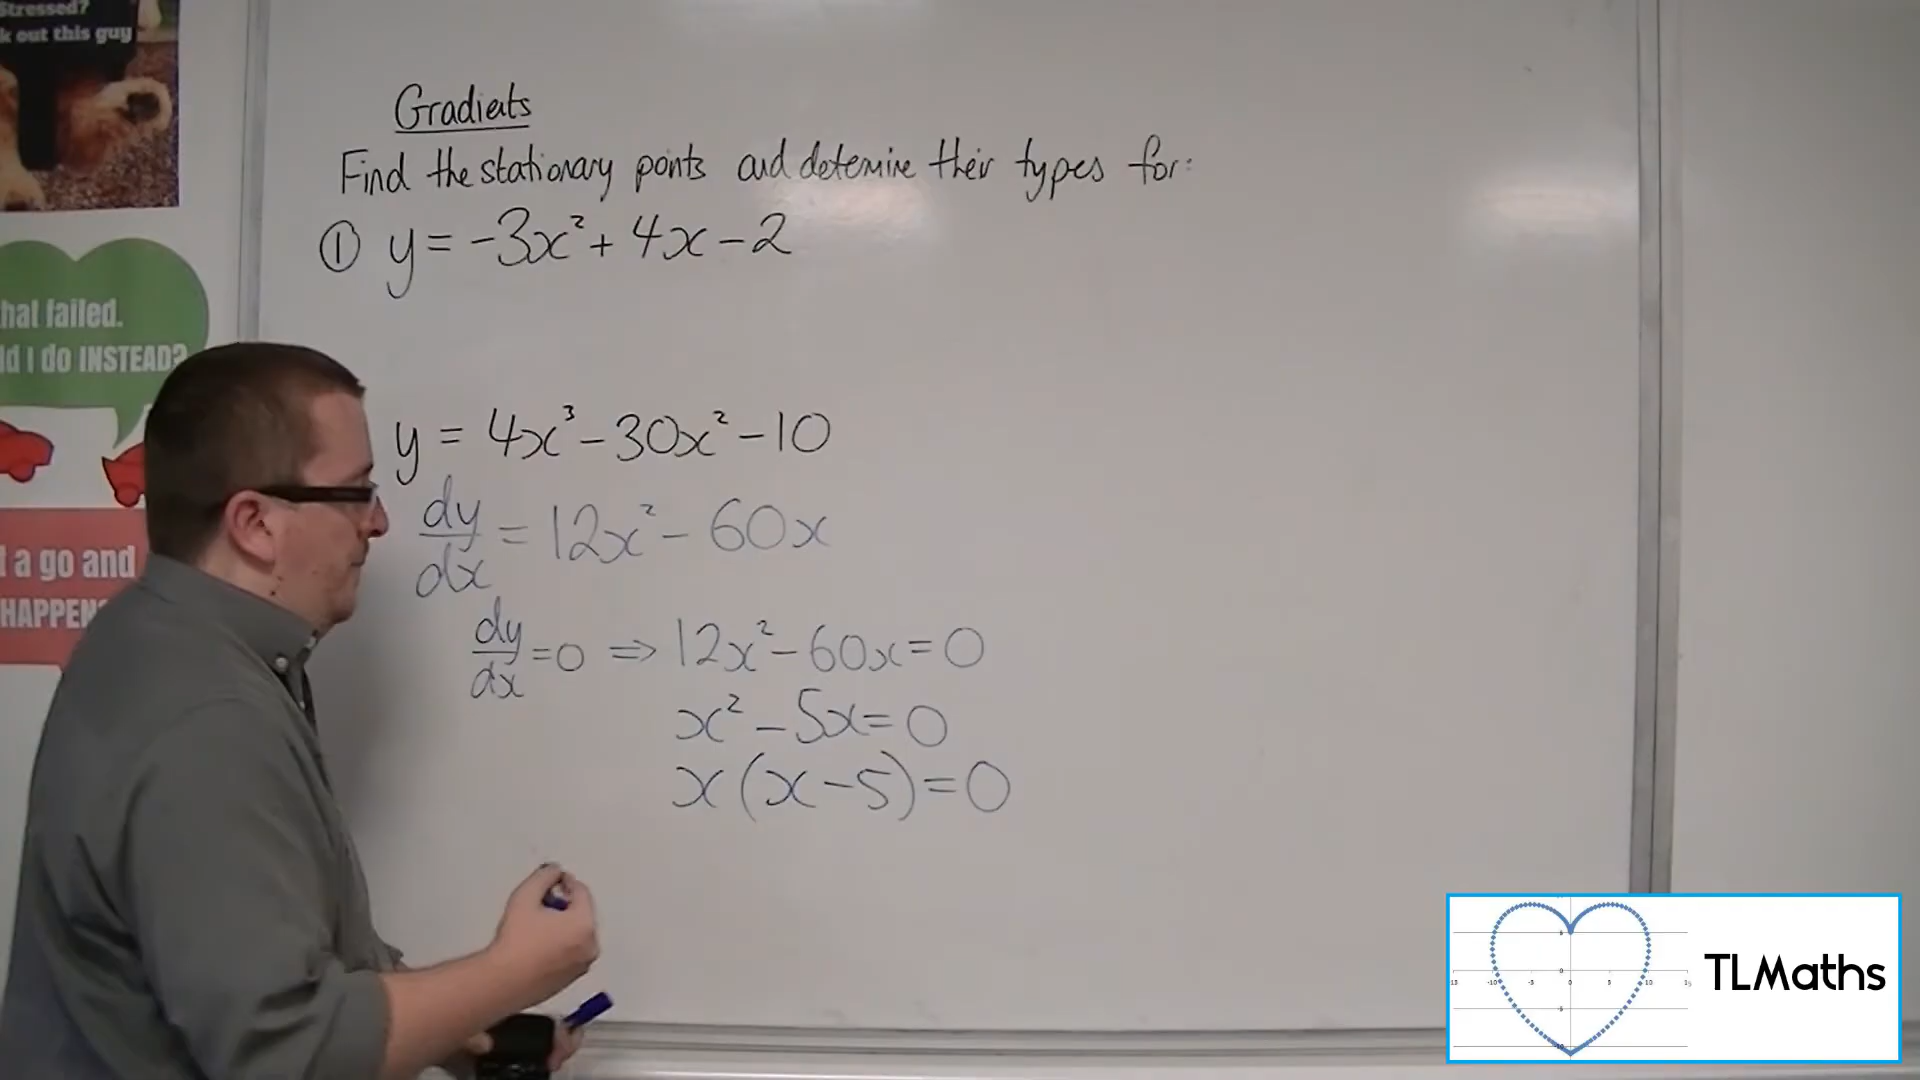 Stressed?
k out this guy
hat failed.
ld I do INSTEAD?
t a go and
HAPPEN
Gradients
Find the stationary points and determine their types for:
① y = -3x² + 4x - 2
y = 4x³ - 30x² - 10
dy/dx = 12x² - 60x
dy/dx = 0 ⇒ 12x² - 60x = 0
x² - 5x = 0
x(x - 5) = 0
TLMaths